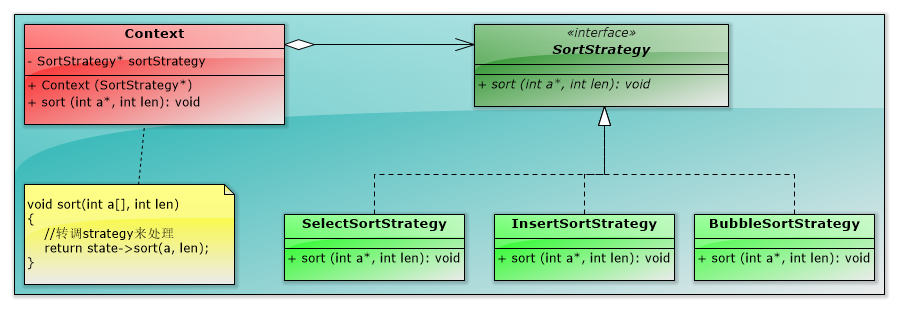 Context
- SortStrategy* sortStrategy
+ Context (SortStrategy*)
+ sort (int a*, int len): void
«interface»
SortStrategy
+ sort (int a*, int len): void
void sort(int a[], int len)
{
//转调strategy来处理
return state->sort(a, len);
}
SelectSortStrategy
+ sort (int a*, int len): void
InsertSortStrategy
+ sort (int a*, int len): void
BubbleSortStrategy
+ sort (int a*, int len): void